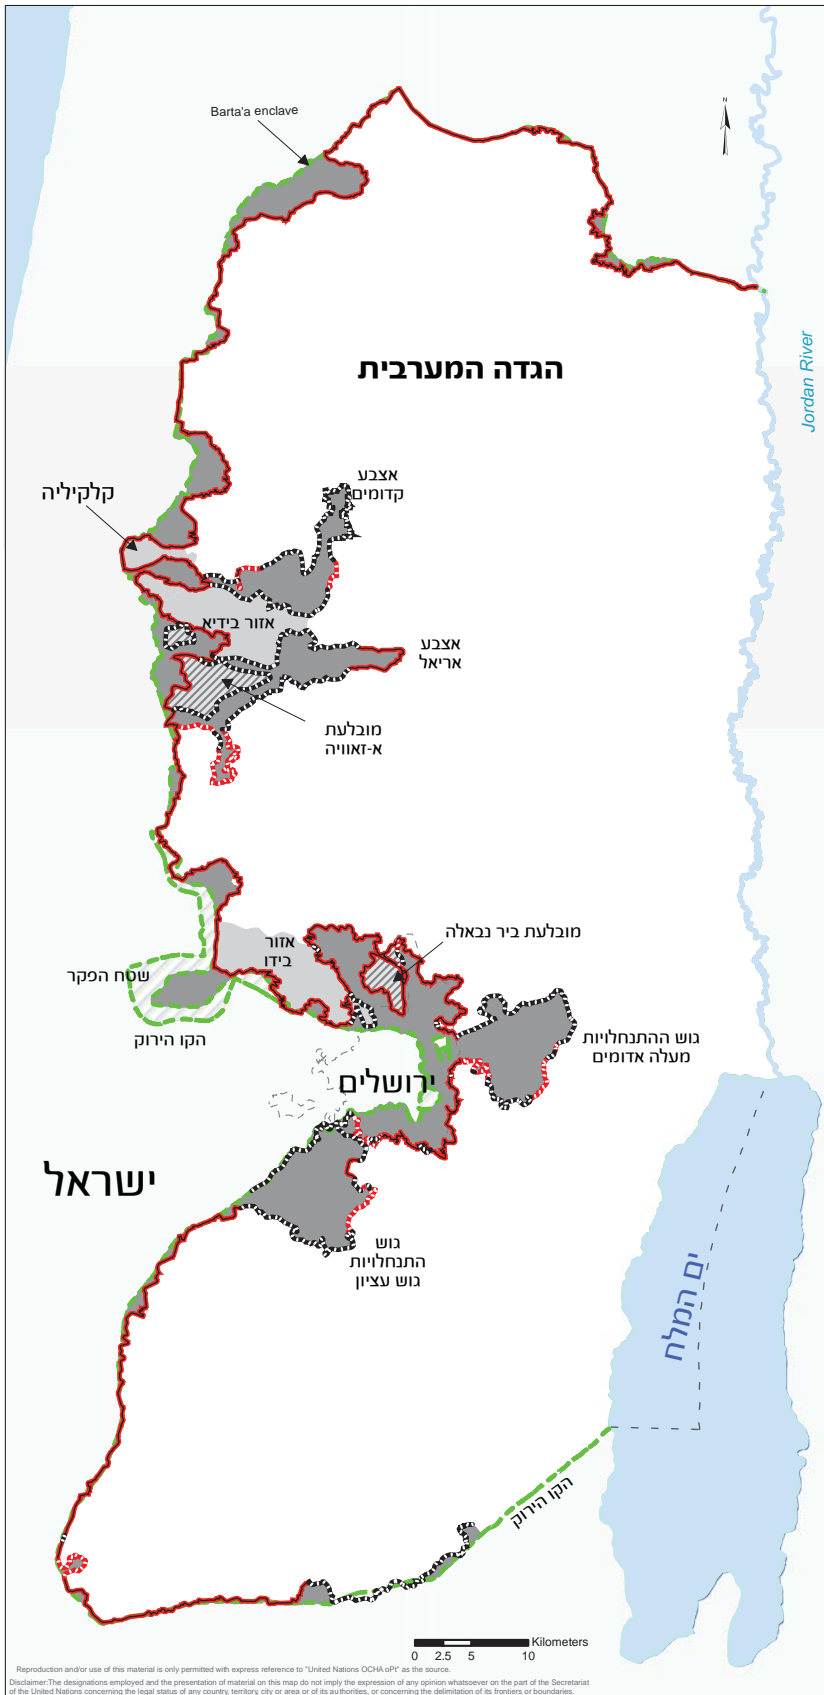 Barta'a enclave
N
Jordan River
הגדה המערבית
אצבע
קדומים
קלקיליה
אזור בידיא
אצבע
אריאל
מובלעת
א-זאוויה
מובלעת ביר נבאלה
אזור
בידו
שטח הפקר
הקו הירוק
גוש ההתנחלויות
מעלה אדומים
ירושלים
ישראל
גוש
התנחלויות
גוש עציון
ים המלח
הקו הירוק
Kilometers
0 2.5 5 10
Reproduction and/or use of this material is only permitted with express reference to "United Nations OCHA oPt" as the source.
Disclaimer:The designations employed and the presentation of material on this map do not imply the expression of any opinion whatsoever on the part of the Secretariat
of the United Nations concerning the legal status of any country, territory, city or area or of its authorities, or concerning the delimitation of its frontiers or boundaries.